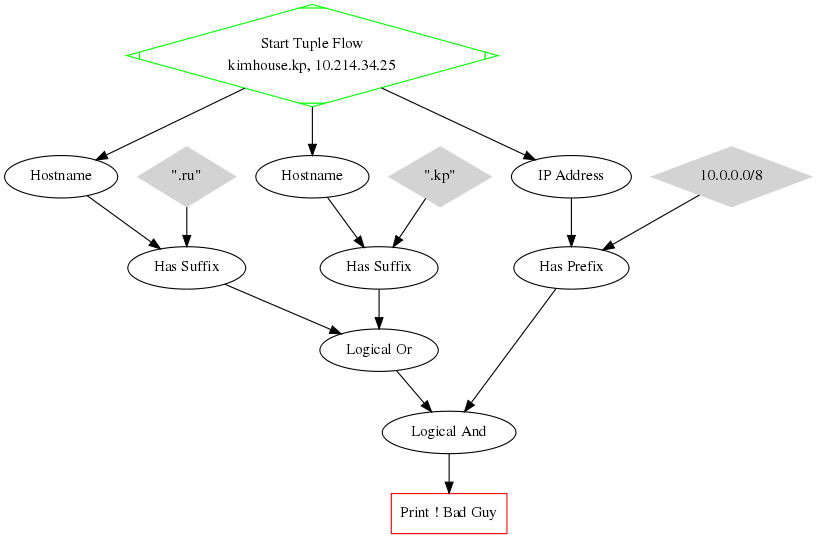 Start Tuple Flow
kimhouse.kp, 10.214.34.25
Hostname
".ru"
Hostname
".kp"
IP Address
10.0.0.0/8
Has Suffix
Has Suffix
Has Prefix
Logical Or
Logical And
Print ! Bad Guy